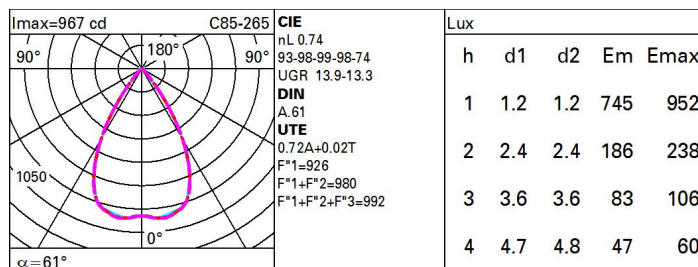 Imax=967 cd C85-265
90° 180° 90°
1050
0°
α=61°
CIE
nL 0.74
93-98-99-98-74
UGR 13.9-13.3
DIN
A.61
UTE
0.72A+0.02T
F"1=926
F"1+F"2=980
F"1+F"2+F"3=992
Lux
h d1 d2 Em Emax
1 1.2 1.2 745 952
2 2.4 2.4 186 238
3 3.6 3.6 83 106
4 4.7 4.8 47 60